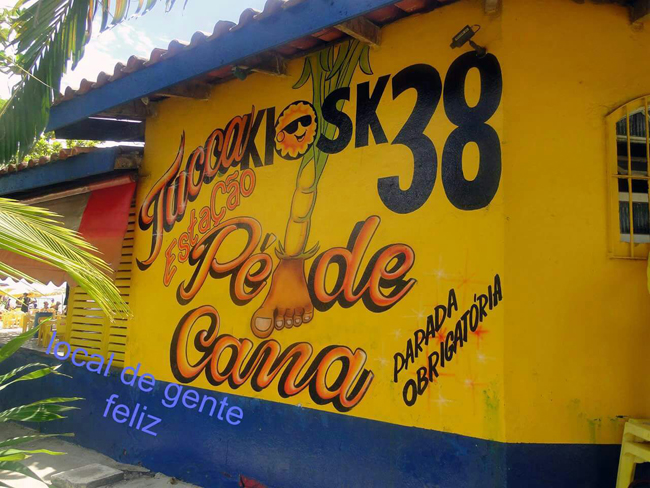 Tucca KIOSK 38
EstaÇão
Pé de
Cana
PARADA
OBRIGATÓRIA
local de gente
feliz